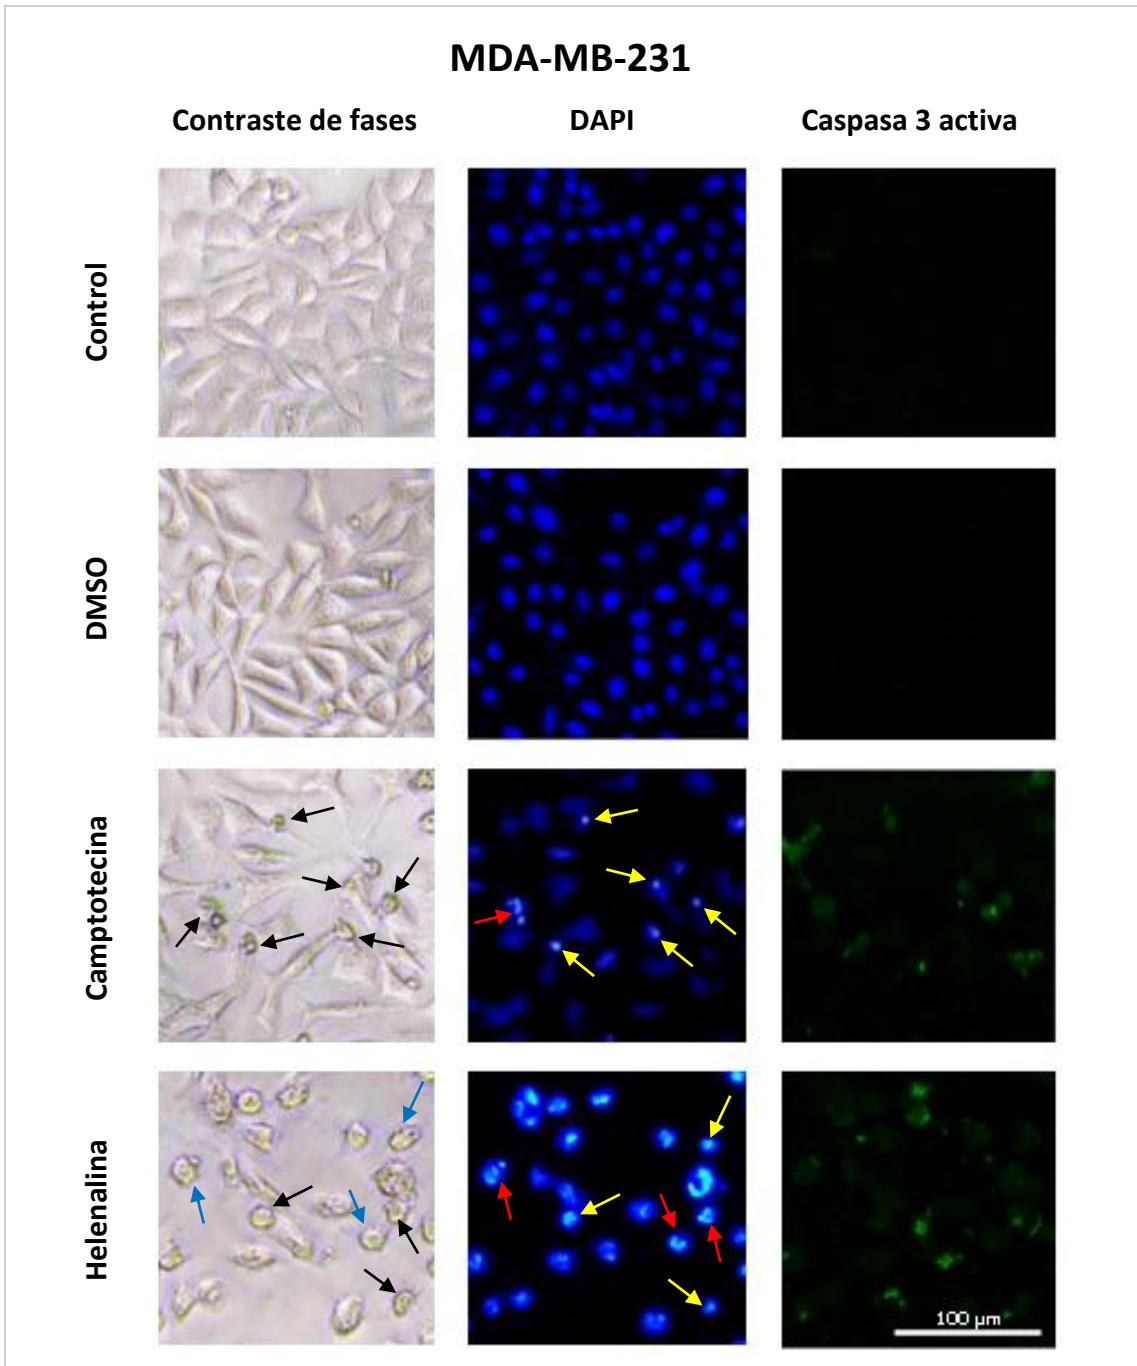 MDA-MB-231
Contraste de fases
DAPI
Caspasa 3 activa
Control
DMSO
Camptotecina
Helenalina
100 µm